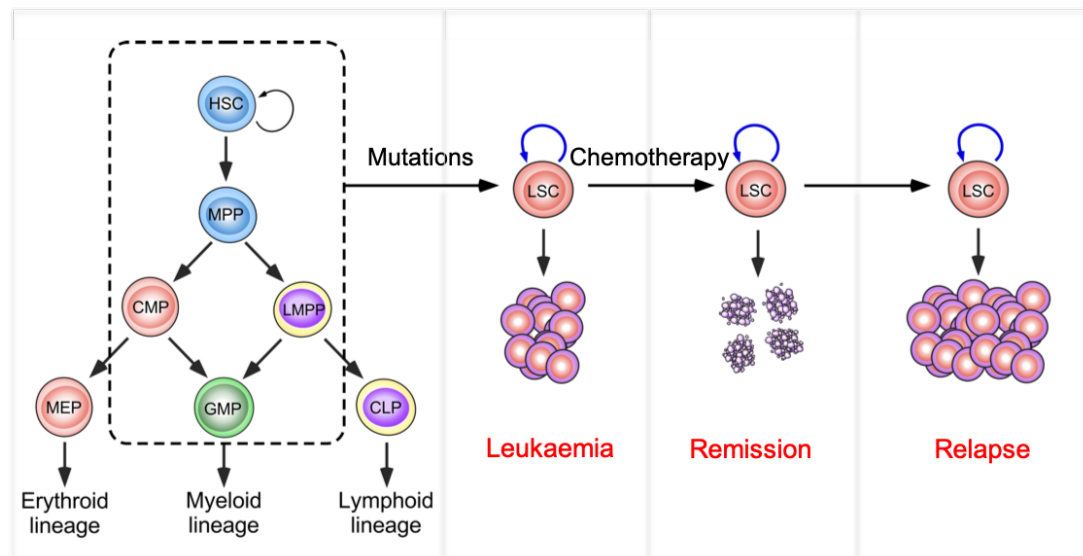 HSC
MPP
CMP
LMPP
MEP
GMP
CLP
Erythroid
lineage
Myeloid
lineage
Lymphoid
lineage
Mutations
LSC
Chemotherapy
LSC
LSC
Leukaemia
Remission
Relapse